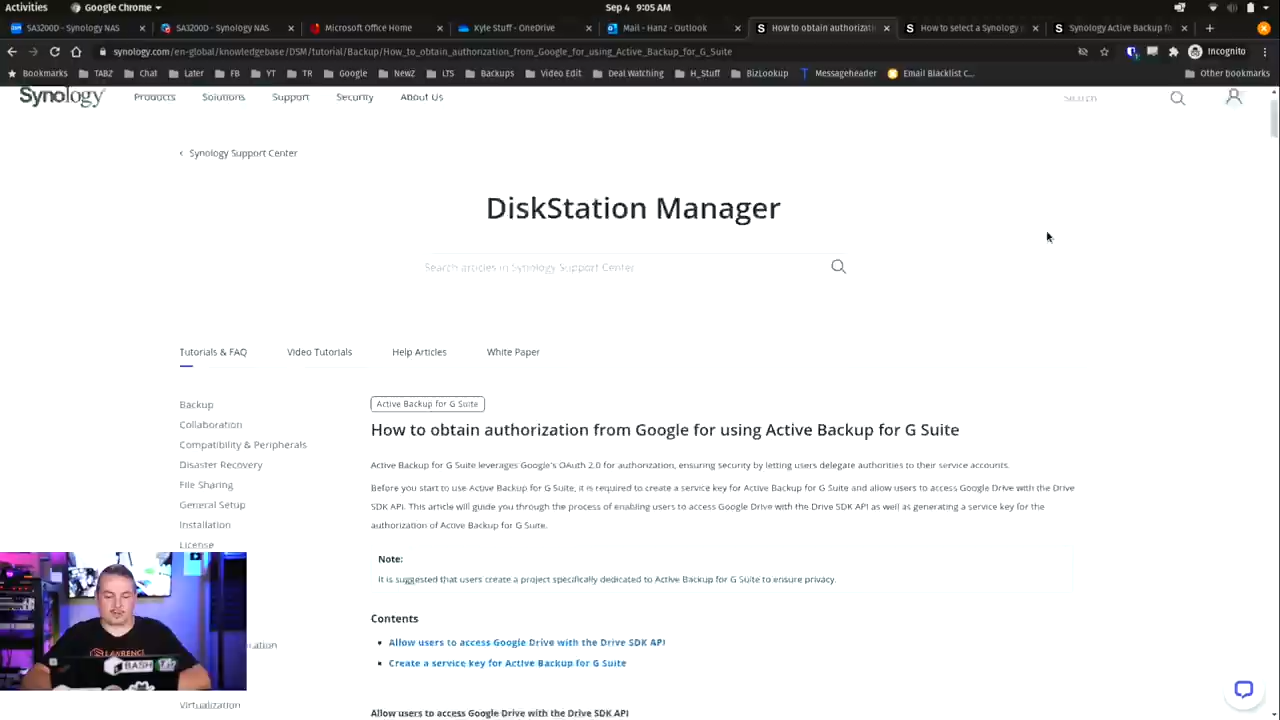 Activities
Google Chrome
Sep 4 9:05 AM
SA3200D – Synology NAS
SA3200D – Synology NAS
Microsoft Office Home
Kyle Stuff - OneDrive
Mail - Hanz - Outlook
How to obtain authorizat
How to select a Synology
Synology Active Backup fo
synology.com/en-global/knowledgebase/DSM/tutorial/Backup/How_to_obtain_authorization_from_Google_for_using_Active_Backup_for_G_Suite
Incognito
Bookmarks
TABZ
Chat
Later
FB
YT
TR
Google
NewZ
LTS
Backups
Video Edit
Deal Watching
H_Stuff
BizLookup
Messageheader
Email Blacklist C...
Other bookmarks
Synology
Products
Solutions
Support
Security
About Us
Search
Synology Support Center
DiskStation Manager
Search articles in Synology Support Center
Tutorials & FAQ
Video Tutorials
Help Articles
White Paper
Backup
Collaboration
Compatibility & Peripherals
Disaster Recovery
File Sharing
General Setup
Installation
License
Virtualization
Active Backup for G Suite
How to obtain authorization from Google for using Active Backup for G Suite
Active Backup for G Suite leverages Google's OAuth 2.0 for authorization, ensuring security by letting users delegate authorities to their service accounts.
Before you start to use Active Backup for G Suite, it is required to create a service key for Active Backup for G Suite and allow users to access Google Drive with the Drive
SDK API. This article will guide you through the process of enabling users to access Google Drive with the Drive SDK API as well as generating a service key for the
authorization of Active Backup for G Suite.
Note:
It is suggested that users create a project specifically dedicated to Active Backup for G Suite to ensure privacy.
Contents
Allow users to access Google Drive with the Drive SDK API
Create a service key for Active Backup for G Suite
Allow users to access Google Drive with the Drive SDK API
LAWRENCE
BASH